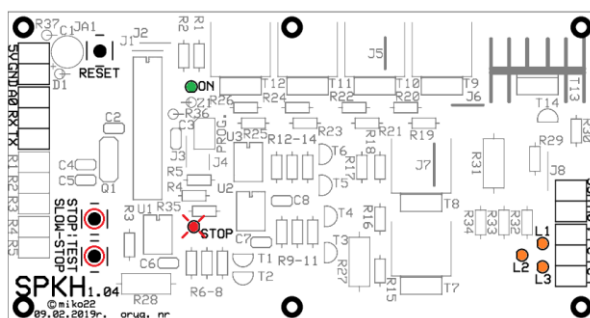 R37
C1
JA1
J1
J2
R2
R1
5V
GND
A0
RX
TX
RESET
D1
ON
Z1
R36
R26
R24
R22
R20
T12
T11
T10
T9
J5
J6
T13
T14
R25
R23
R21
R19
C2
C3
PROG.
U3
R12-14
R18
R17
T6
T5
T4
T3
J7
R31
R29
R30
J8
R1
R2
R3
R4
R5
C4
C5
Q1
J3
J4
R5
R4
U2
C8
R35
STOP:TEST
SLOW-STOP
R3
U1
STOP
C7
C6
R9-11
T1
T2
R16
R15
R27
T8
T7
R34
R33
R32
L1
L2
L3
R28
R6-8
SPKH 1.04
©miko22
09.02.2019r. oryg. nr